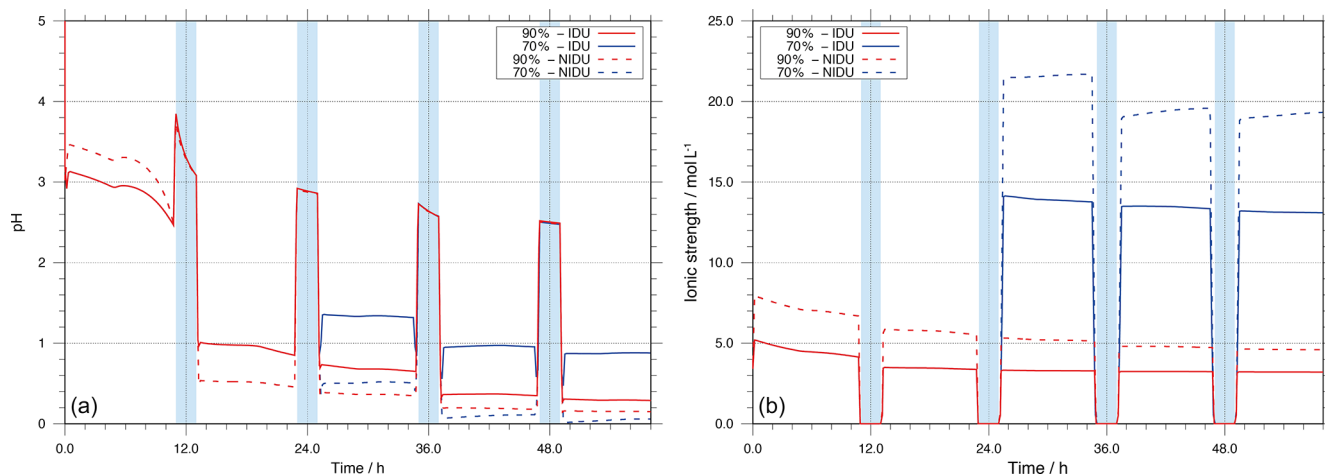 5
4
3
2
1
0
pH
90% – IDU
70% – IDU
90% – NIDU
70% – NIDU
(a)
0.0 12.0 24.0 36.0 48.0
Time / h
25.0
20.0
15.0
10.0
5.0
0.0
Ionic strength / mol L-1
90% – IDU
70% – IDU
90% – NIDU
70% – NIDU
(b)
0.0 12.0 24.0 36.0 48.0
Time / h